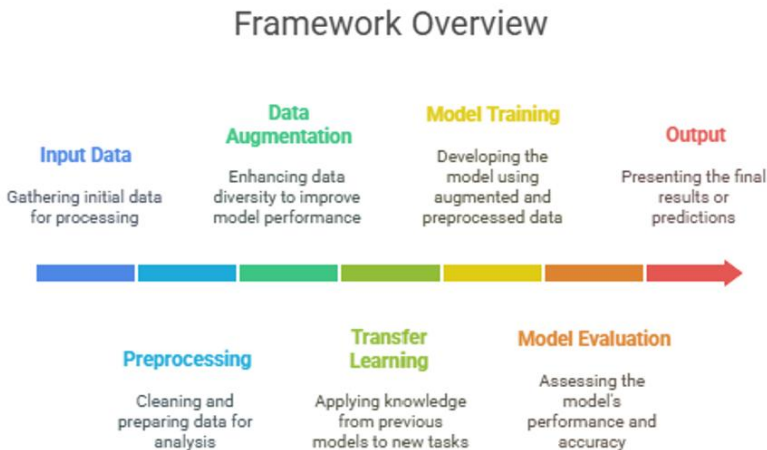 Framework Overview
Input Data
Gathering initial data
for processing
Data
Augmentation
Enhancing data
diversity to improve
model performance
Model Training
Developing the
model using
augmented and
preprocessed data
Output
Presenting the final
results or
predictions
Preprocessing
Cleaning and
preparing data for
analysis
Transfer
Learning
Applying knowledge
from previous
models to new tasks
Model Evaluation
Assessing the
model's
performance and
accuracy